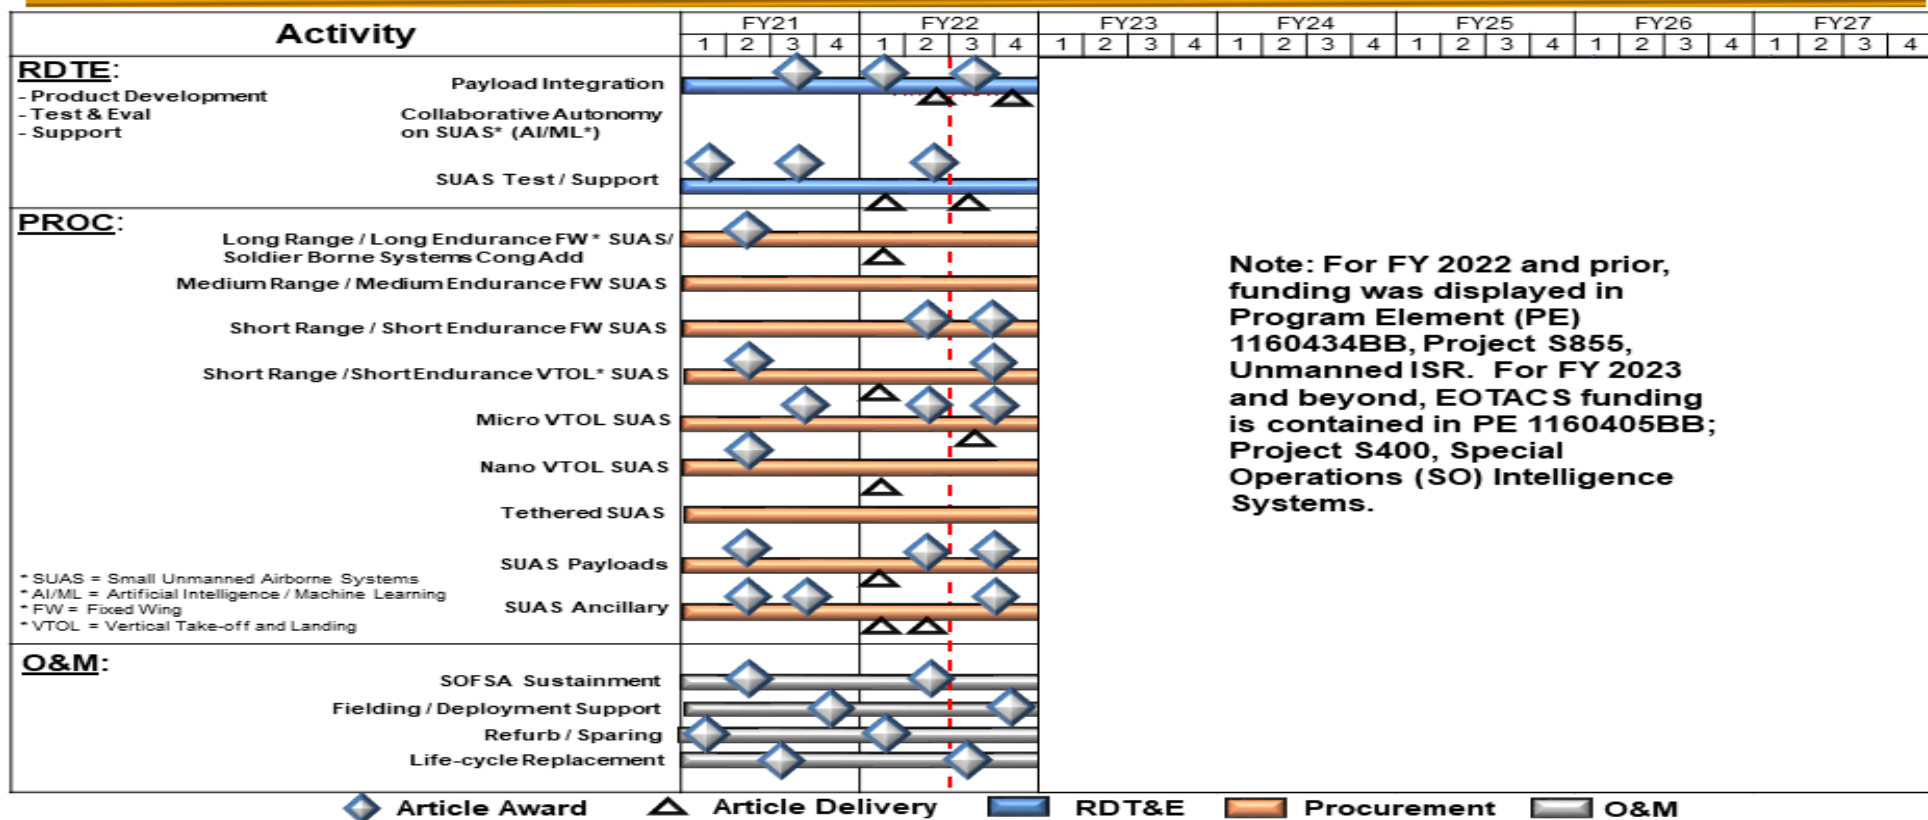 Activity
FY21 FY22 FY23 FY24 FY25 FY26 FY27
1 2 3 4 1 2 3 4 1 2 3 4 1 2 3 4 1 2 3 4 1 2 3 4 1 2 3 4
RDTE:
- Product Development
- Test & Eval
- Support
Payload Integration
Collaborative Autonomy
on SUAS* (AI/ML*)
SUAS Test / Support
PROC:
Long Range / Long Endurance FW* SUAS/
Soldier Borne Systems Cong Add
Medium Range / Medium Endurance FW SUAS
Short Range / Short Endurance FW SUAS
Short Range / Short Endurance VTOL* SUAS
Micro VTOL SUAS
Nano VTOL SUAS
Tethered SUAS
SUAS Payloads
SUAS Ancillary
* SUAS = Small Unmanned Airborne Systems
* AI/ML = Artificial Intelligence / Machine Learning
* FW = Fixed Wing
* VTOL = Vertical Take-off and Landing
Note: For FY 2022 and prior,
funding was displayed in
Program Element (PE)
1160434BB, Project S855,
Unmanned ISR. For FY 2023
and beyond, EOTACS funding
is contained in PE 1160405BB;
Project S400, Special
Operations (SO) Intelligence
Systems.
O&M:
SOFSA Sustainment
Fielding / Deployment Support
Refurb / Sparing
Life-cycle Replacement
Article Award Article Delivery RDT&E Procurement O&M